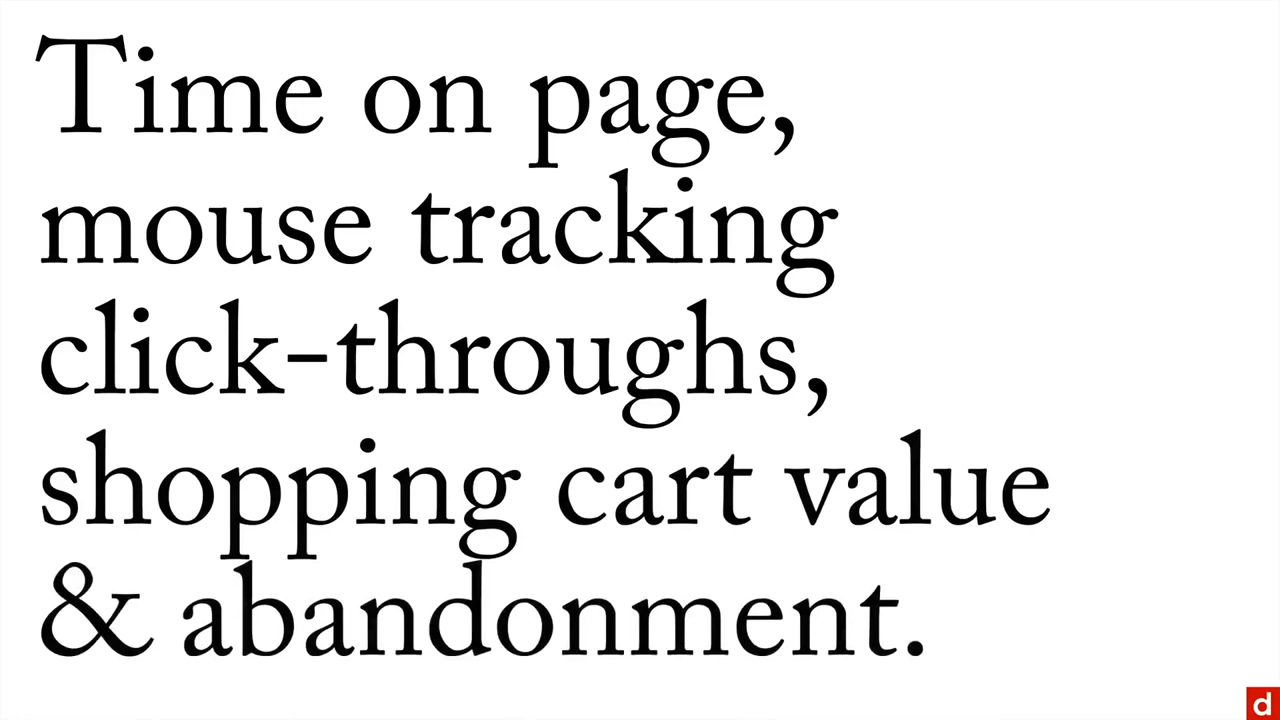 Time on page,
mouse tracking
click-throughs,
shopping cart value
& abandonment.
d